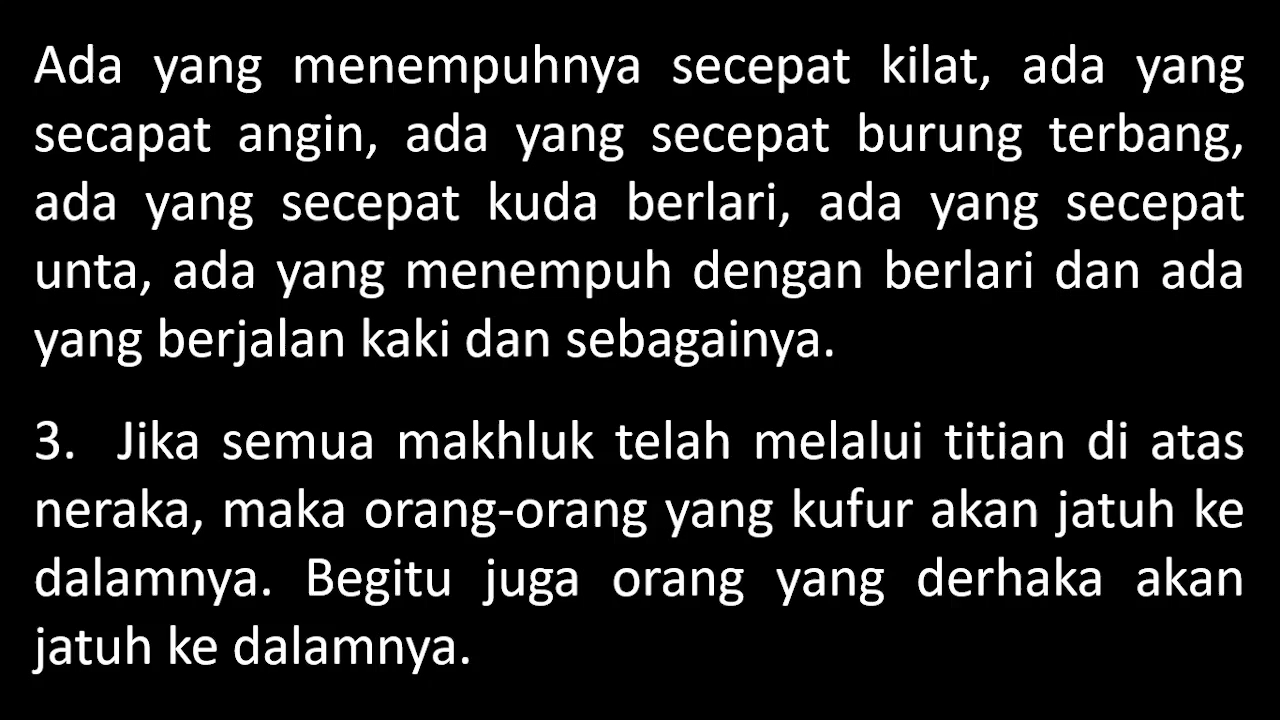 Ada yang menempuhnya secepat kilat, ada yang
secapat angin, ada yang secepat burung terbang,
ada yang secepat kuda berlari, ada yang secepat
unta, ada yang menempuh dengan berlari dan ada
yang berjalan kaki dan sebagainya.
3. Jika semua makhluk telah melalui titian di atas
neraka, maka orang-orang yang kufur akan jatuh ke
dalamnya. Begitu juga orang yang derhaka akan
jatuh ke dalamnya.